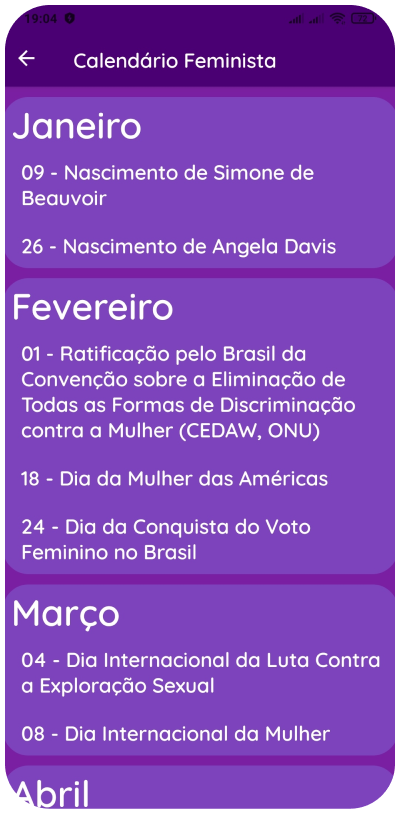 19:04
Calendário Feminista
Janeiro
09 - Nascimento de Simone de
Beauvoir
26 - Nascimento de Angela Davis
Fevereiro
01 - Ratificação pelo Brasil da
Convenção sobre a Eliminação de
Todas as Formas de Discriminação
contra a Mulher (CEDAW, ONU)
18 - Dia da Mulher das Américas
24 - Dia da Conquista do Voto
Feminino no Brasil
Março
04 - Dia Internacional da Luta Contra
a Exploração Sexual
08 - Dia Internacional da Mulher
Abril